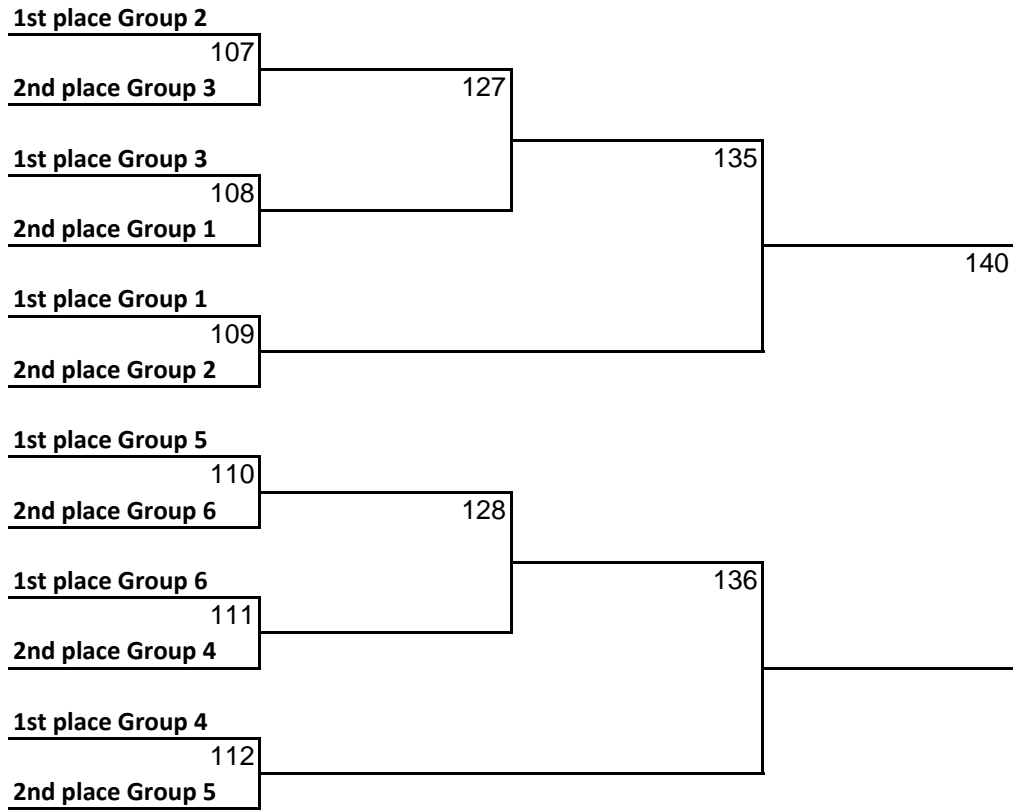 1st place Group 2
107
2nd place Group 3
127
1st place Group 3
135
108
2nd place Group 1
140
1st place Group 1
109
2nd place Group 2
1st place Group 5
110
2nd place Group 6
128
1st place Group 6
136
111
2nd place Group 4
1st place Group 4
112
2nd place Group 5